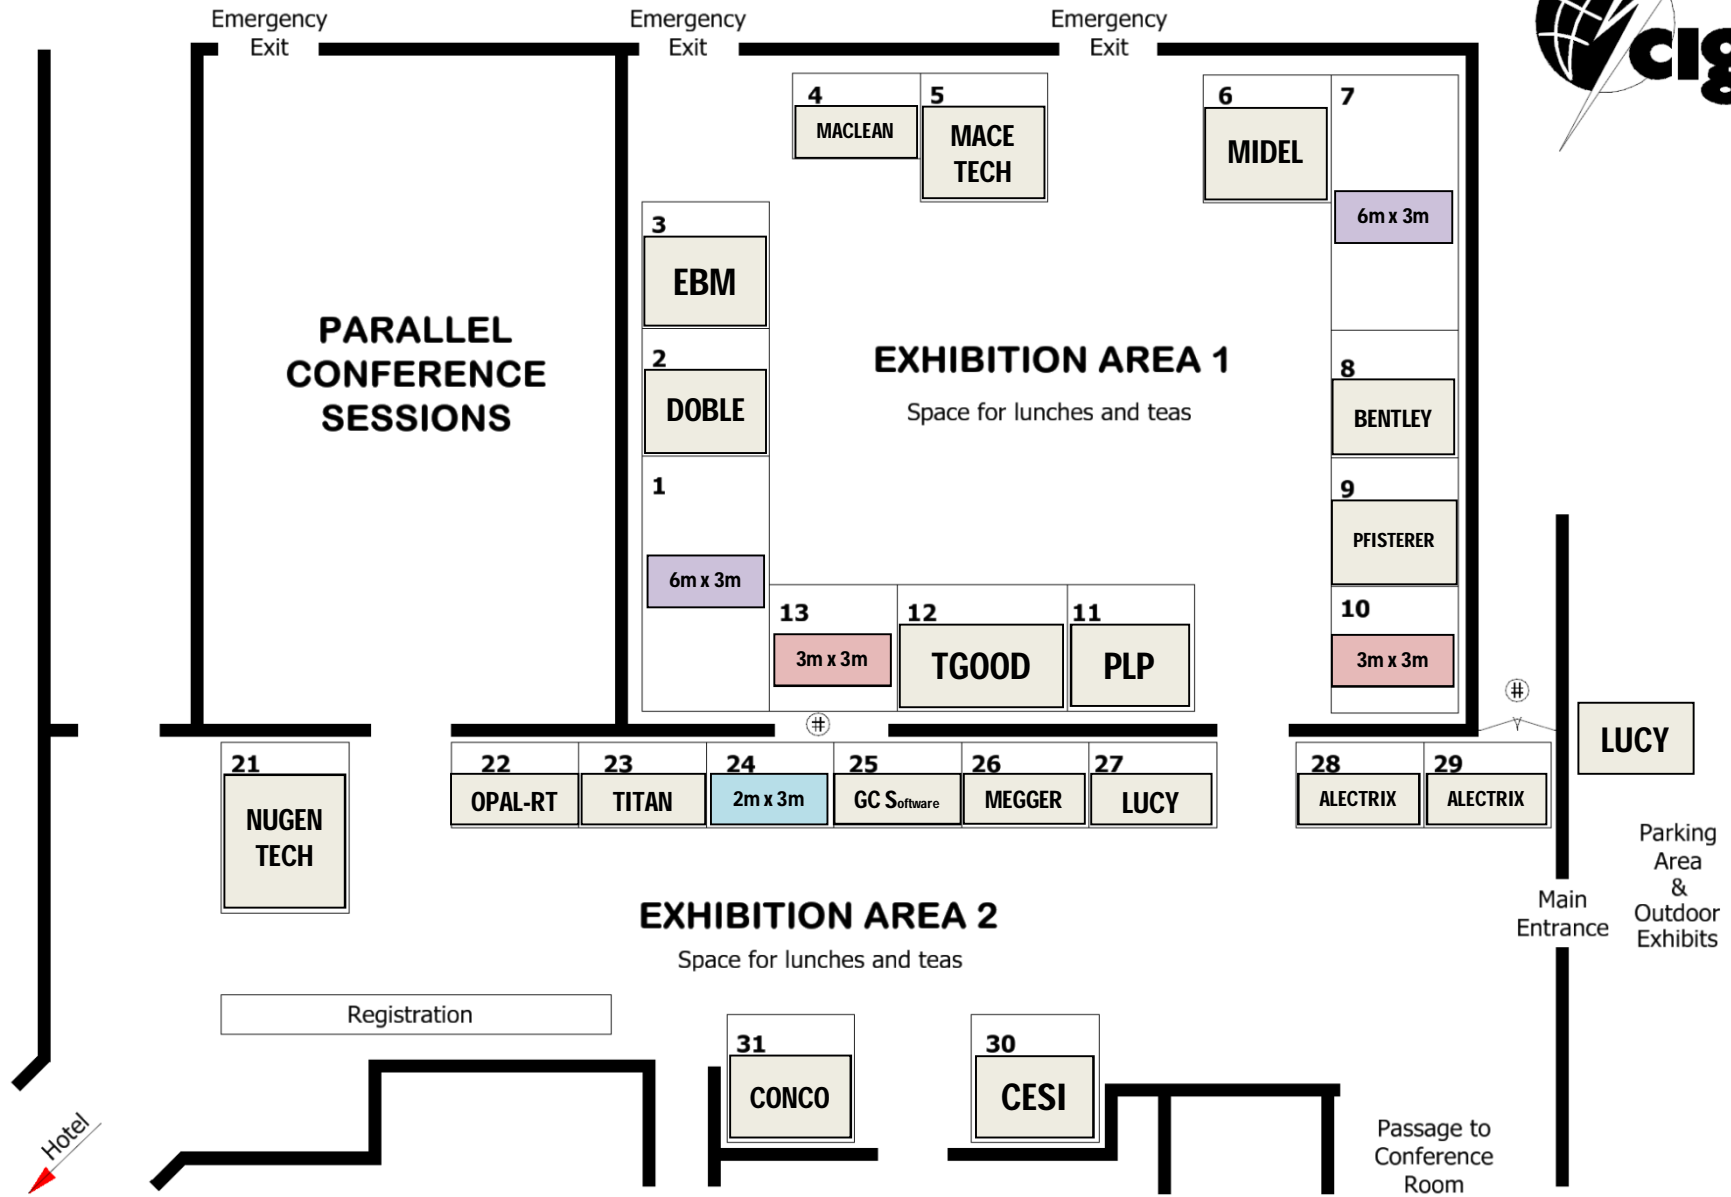 Emergency
Exit
Emergency
Exit
Emergency
Exit
4
MACLEAN
5
MACE
TECH
6
MIDEL
7
6m x 3m
3
EBM
2
DOBLE
1
6m x 3m
PARALLEL
CONFERENCE
SESSIONS
EXHIBITION AREA 1
Space for lunches and teas
8
BENTLEY
9
PFISTERER
10
3m x 3m
13
3m x 3m
12
TGOOD
11
PLP
#
#
LUCY
21
NUGEN
TECH
22
OPAL-RT
23
TITAN
24
2m x 3m
25
GC Software
26
MEGGER
27
LUCY
28
ALECTRIX
29
ALECTRIX
Parking
Area
&
Outdoor
Exhibits
Main
Entrance
EXHIBITION AREA 2
Space for lunches and teas
Registration
31
CONCO
30
CESI
Hotel
Passage to
Conference
Room